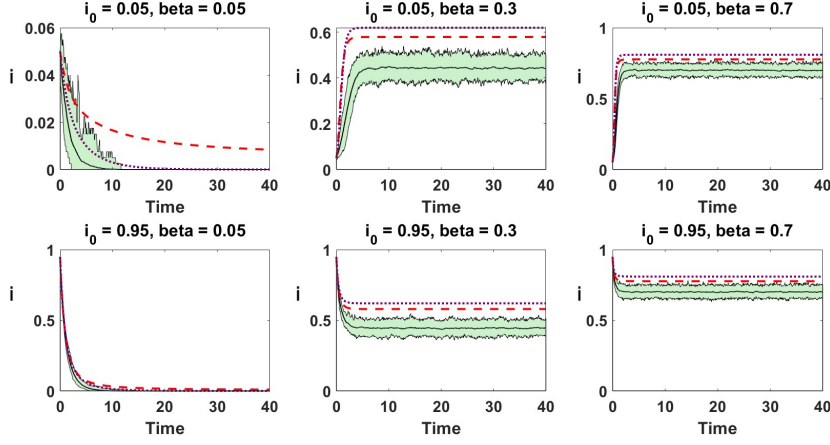 i0 = 0.05, beta = 0.05
i
0.06
0.04
0.02
0
0 10 20 30 40
Time
i0 = 0.05, beta = 0.3
i
0.6
0.4
0.2
0
0 10 20 30 40
Time
i0 = 0.05, beta = 0.7
i
1
0.5
0
0 10 20 30 40
Time
i0 = 0.95, beta = 0.05
i
1
0.5
0
0 10 20 30 40
Time
i0 = 0.95, beta = 0.3
i
1
0.5
0
0 10 20 30 40
Time
i0 = 0.95, beta = 0.7
i
1
0.5
0
0 10 20 30 40
Time